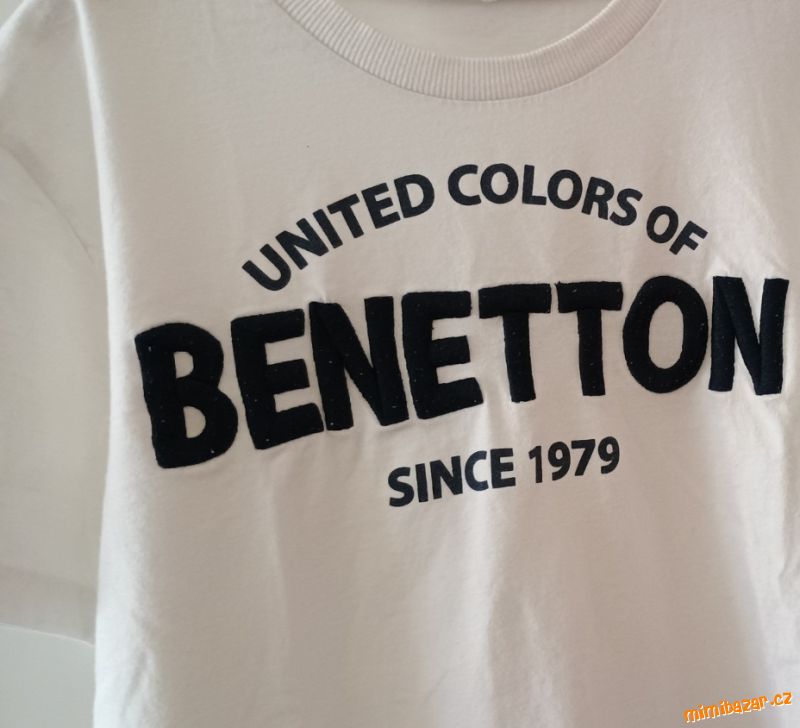 UNITED COLORS OF
BENETTON
SINCE 1979
mimibazar.cz